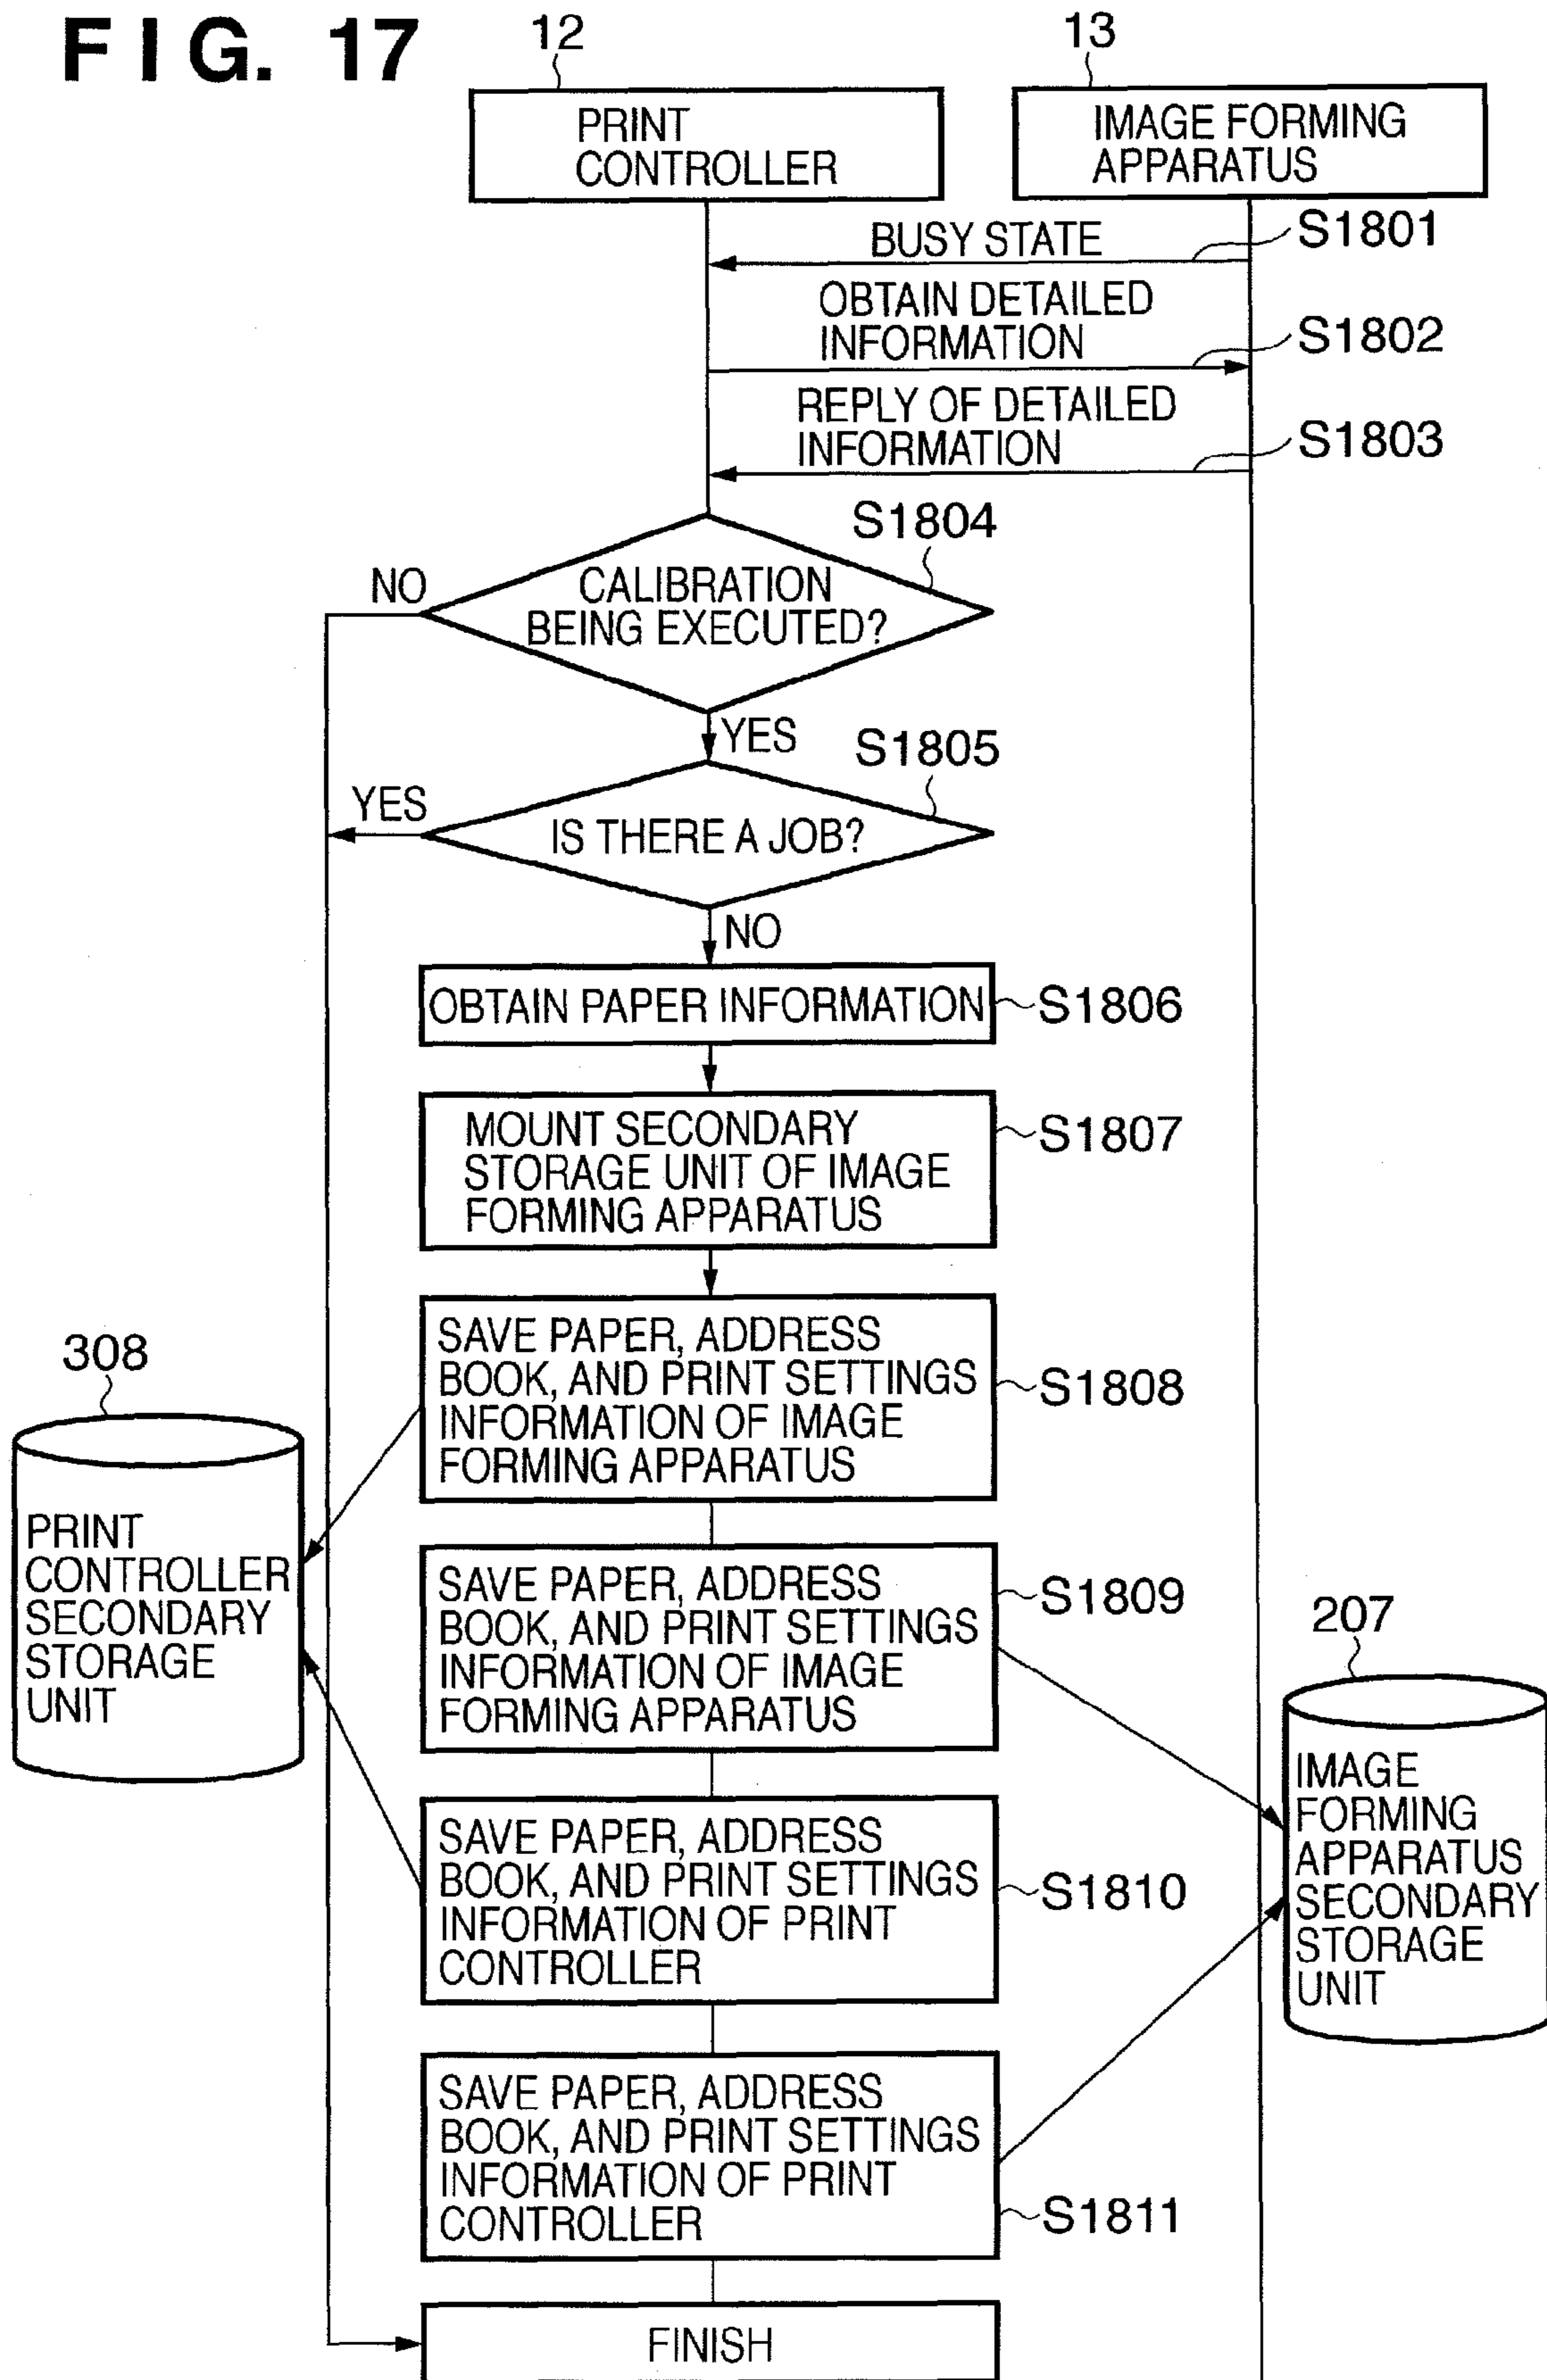 FIG. 17
12
13
PRINT
CONTROLLER
IMAGE FORMING
APPARATUS
BUSY STATE
S1801
OBTAIN DETAILED
INFORMATION
S1802
REPLY OF DETAILED
INFORMATION
S1803
S1804
NO
CALIBRATION
BEING EXECUTED?
YES
S1805
YES
IS THERE A JOB?
NO
OBTAIN PAPER INFORMATION
S1806
MOUNT SECONDARY
STORAGE UNIT OF IMAGE
FORMING APPARATUS
S1807
SAVE PAPER, ADDRESS
BOOK, AND PRINT SETTINGS
INFORMATION OF IMAGE
FORMING APPARATUS
S1808
308
PRINT
CONTROLLER
SECONDARY
STORAGE
UNIT
SAVE PAPER, ADDRESS
BOOK, AND PRINT SETTINGS
INFORMATION OF IMAGE
FORMING APPARATUS
S1809
207
IMAGE
FORMING
APPARATUS
SECONDARY
STORAGE
UNIT
SAVE PAPER, ADDRESS
BOOK, AND PRINT SETTINGS
INFORMATION OF PRINT
CONTROLLER
S1810
SAVE PAPER, ADDRESS
BOOK, AND PRINT SETTINGS
INFORMATION OF PRINT
CONTROLLER
S1811
FINISH